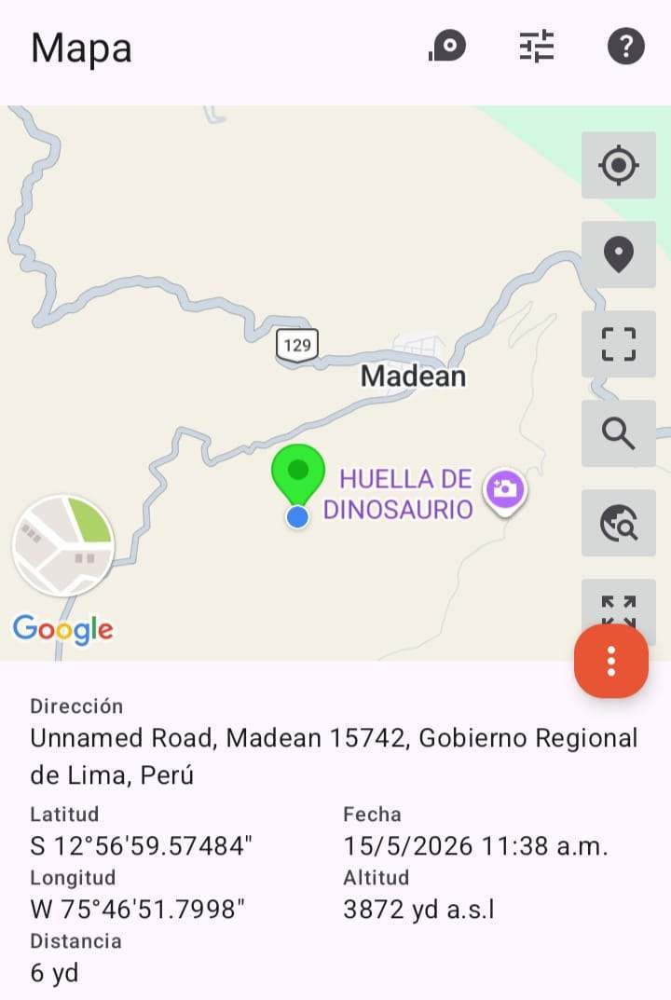 Mapa
129
Madean
HUELLA DE
DINOSAURIO
Google
Dirección
Unnamed Road, Madean 15742, Gobierno Regional
de Lima, Perú
Latitud
S 12°56'59.57484"
Fecha
15/5/2026 11:38 a.m.
Longitud
W 75°46'51.7998"
Altitud
3872 yd a.s.l
Distancia
6 yd